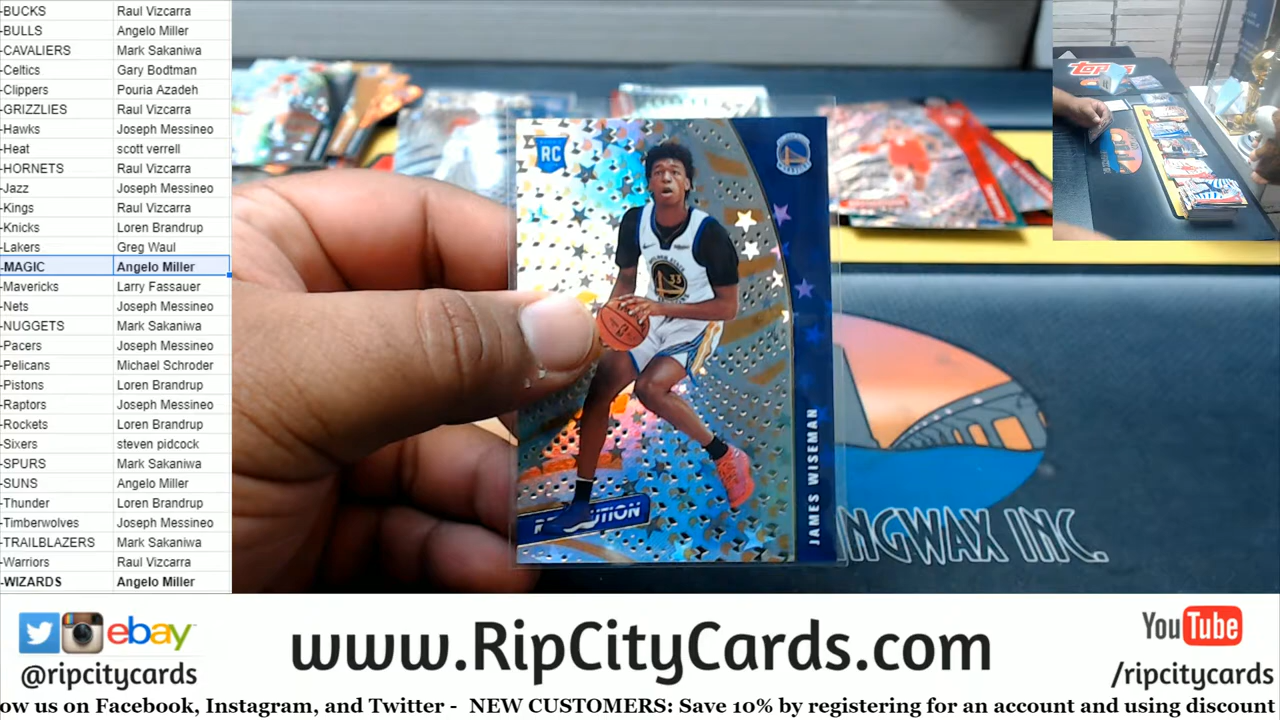 -BUCKS Raul Vizcarra
-BULLS Angelo Miller
-CAVALIERS Mark Sakaniwa
-Celtics Gary Bodtman
-Clippers Pouria Azadeh
-GRIZZLIES Raul Vizcarra
-Hawks Joseph Messineo
-Heat scott verrell
-HORNETS Raul Vizcarra
-Jazz Joseph Messineo
-Kings Raul Vizcarra
-Knicks Loren Brandrup
-Lakers Greg Waul
-MAGIC Angelo Miller
-Mavericks Larry Fassauer
-Nets Joseph Messineo
-NUGGETS Mark Sakaniwa
-Pacers Joseph Messineo
-Pelicans Michael Schroder
-Pistons Loren Brandrup
-Raptors Joseph Messineo
-Rockets Loren Brandrup
-Sixers steven pidcock
-SPURS Mark Sakaniwa
-SUNS Angelo Miller
-Thunder Loren Brandrup
-Timberwolves Joseph Messineo
-TRAILBLAZERS Mark Sakaniwa
-Warriors Raul Vizcarra
-WIZARDS Angelo Miller
RC
33
JAMES WISEMAN
NGWAX INC.
Topps
ebay
@ripcitycards
www.RipCityCards.com
YouTube
/ripcitycards
ow us on Facebook, Instagram, and Twitter - NEW CUSTOMERS: Save 10% by registering for an account and using discount